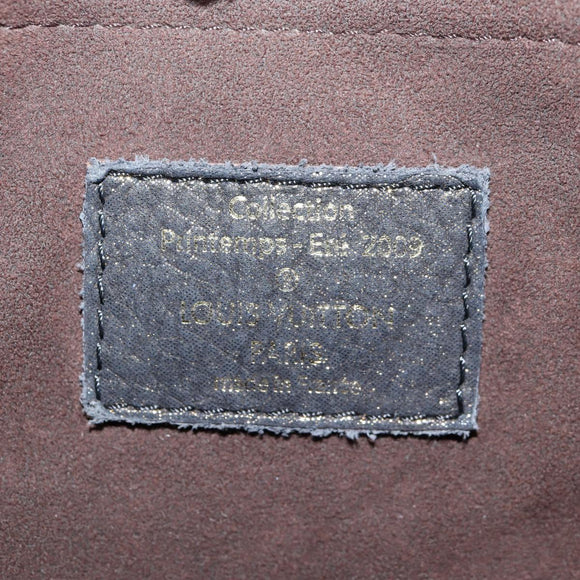 Collection
Printemps - Eté 2009
®
LOUIS VUITTON
PARIS
made in France